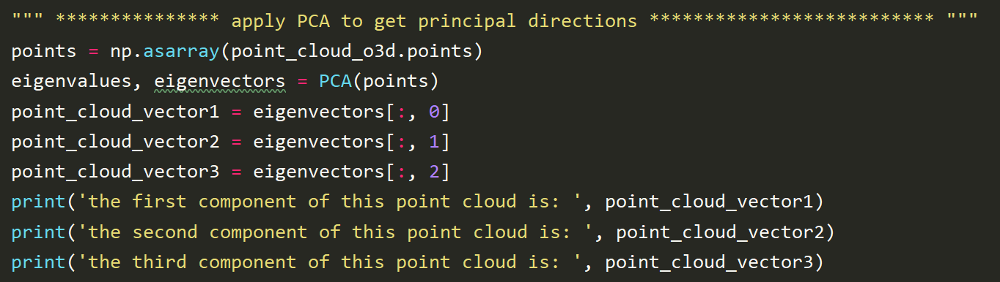 """ *************** apply PCA to get principal directions ************************** """
points = np.asarray(point_cloud_o3d.points)
eigenvalues, eigenvectors = PCA(points)
point_cloud_vector1 = eigenvectors[:, 0]
point_cloud_vector2 = eigenvectors[:, 1]
point_cloud_vector3 = eigenvectors[:, 2]
print('the first component of this point cloud is: ', point_cloud_vector1)
print('the second component of this point cloud is: ', point_cloud_vector2)
print('the third component of this point cloud is: ', point_cloud_vector3)